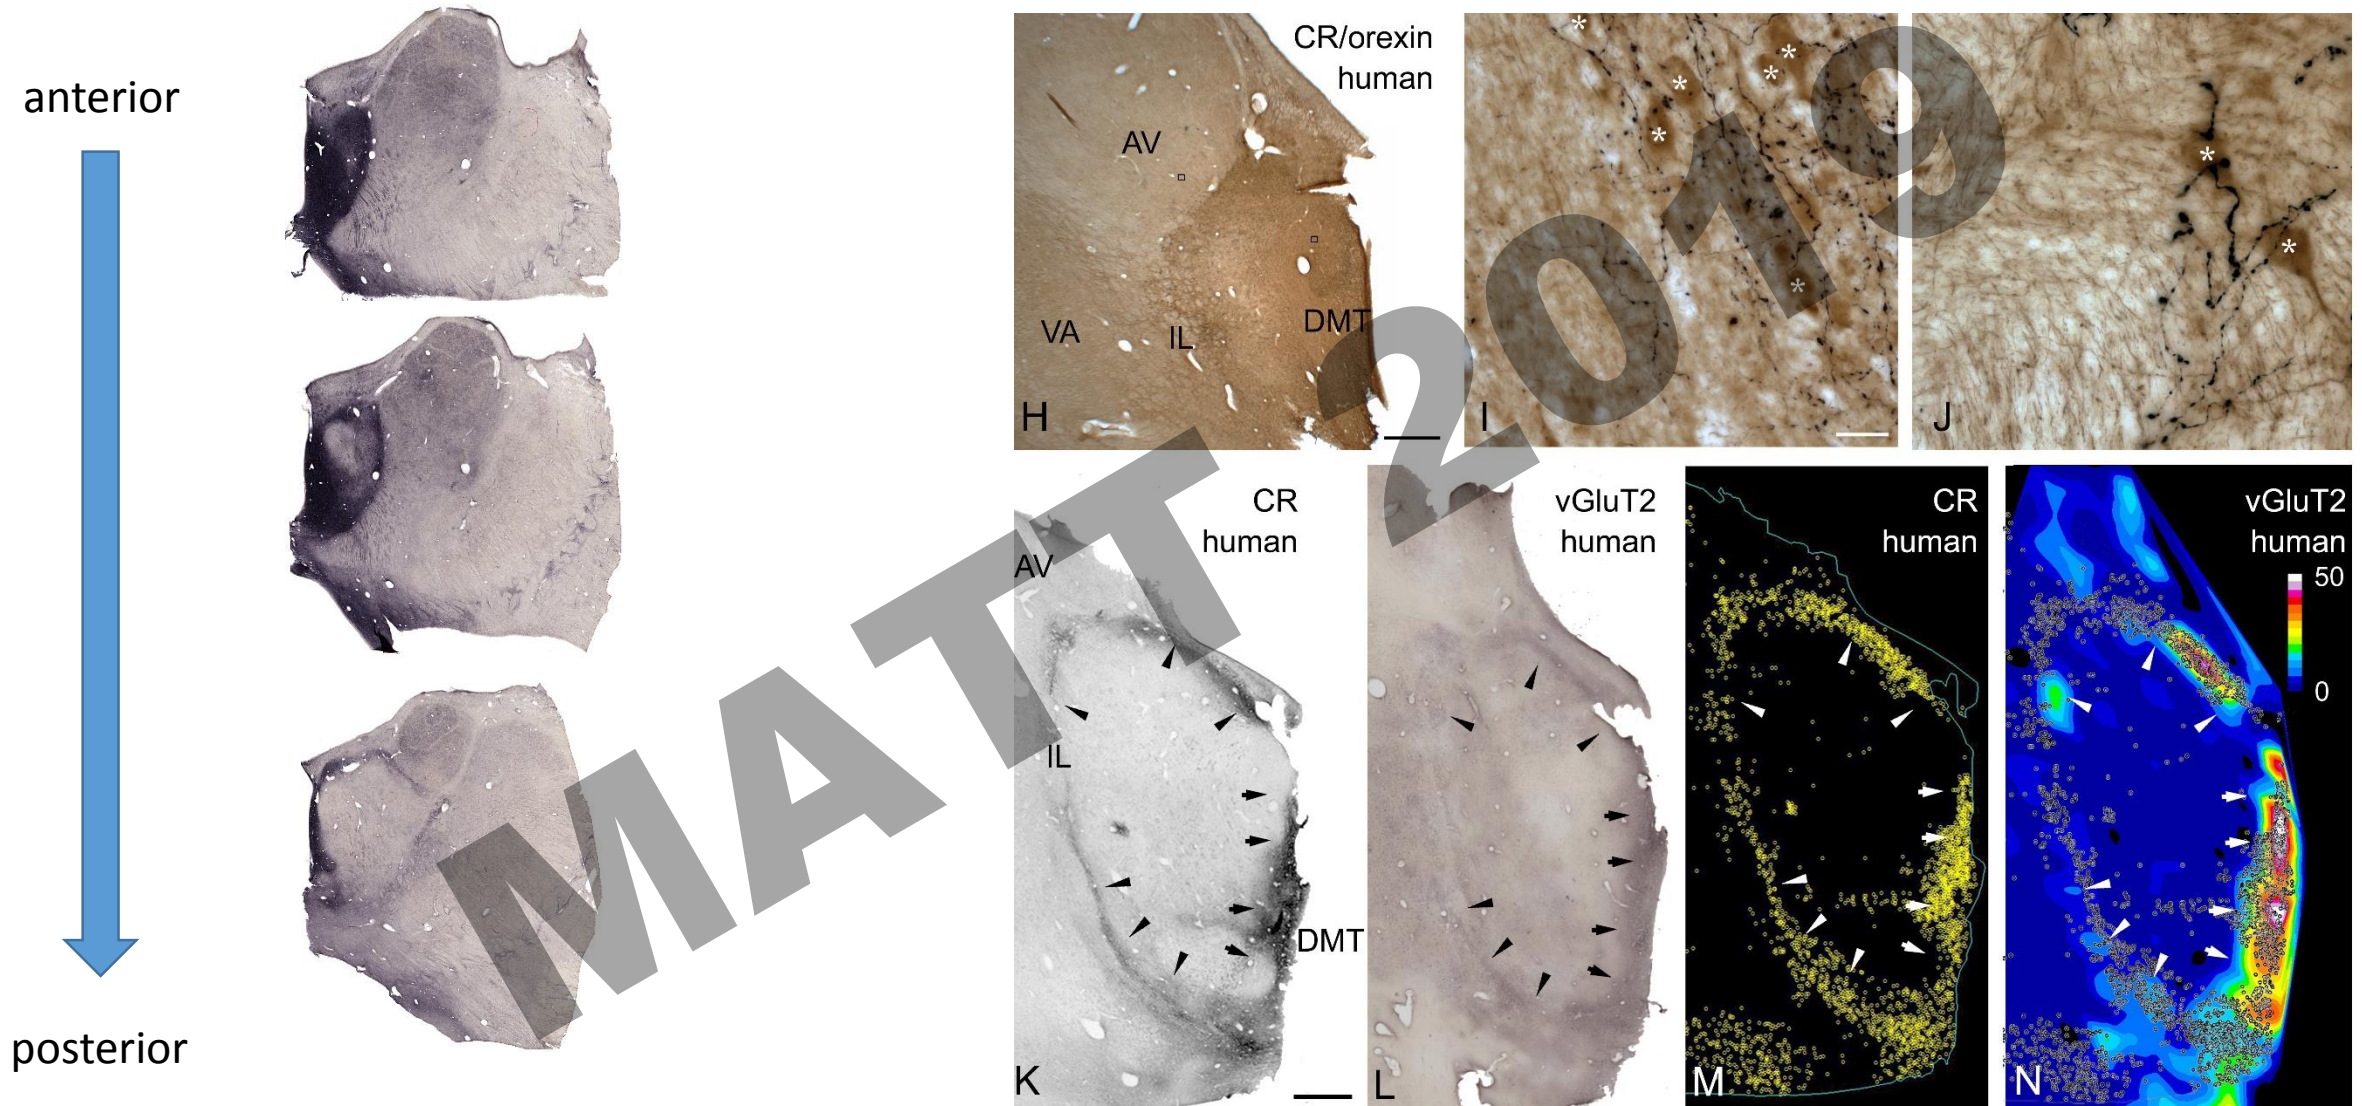 anterior
posterior
CR/orexin
human
AV
VA
IL
DMT
H
I
J
CR
human
AV
IL
DMT
K
vGluT2
human
L
CR
human
M
vGluT2
human
50
0
N
MATT 2019